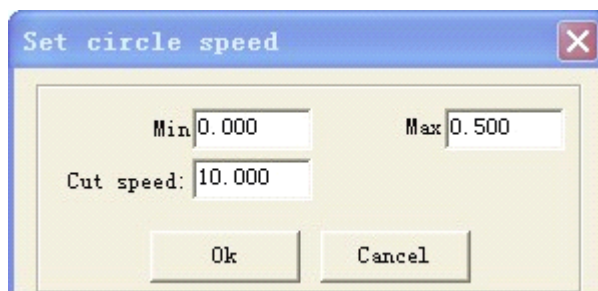 Set circle speed
Min 0.000 Max 0.500
Cut speed: 10.000
Ok Cancel